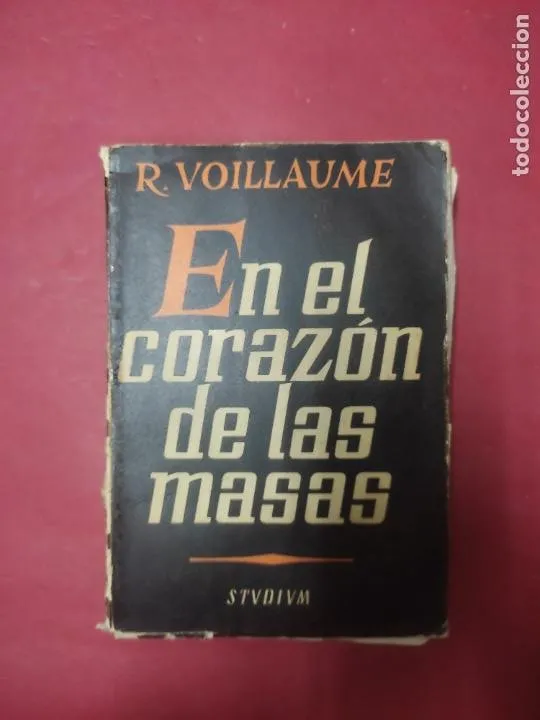 R. VOILLAUME
En el
corazón
de las
masas
STVDIVM
todocoleccion